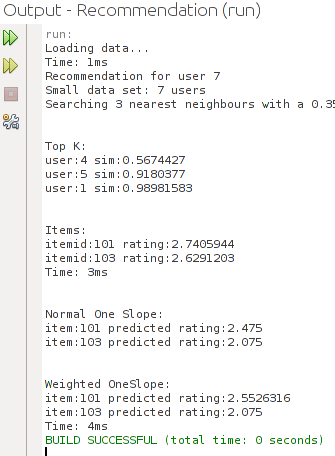 Output - Recommendation (run)
run:
Loading data...
Time: 1ms
Recommendation for user 7
Small data set: 7 users
Searching 3 nearest neighbours with a 0.35
Top K:
user:4 sim:0.5674427
user:5 sim:0.9180377
user:1 sim:0.98981583
Items:
itemid:101 rating:2.7405944
itemid:103 rating:2.6291203
Time: 3ms
Normal One Slope:
item:101 predicted rating:2.475
item:103 predicted rating:2.075
Weighted OneSlope:
item:101 predicted rating:2.5526316
item:103 predicted rating:2.075
Time: 4ms
BUILD SUCCESSFUL (total time: 0 seconds)